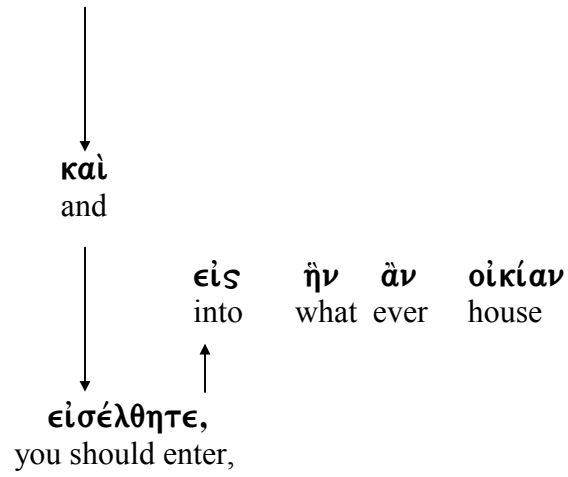 καὶ
and
εἰς ἣν ἂν οἰκίαν
into what ever house
εἰσέλθητε,
you should enter,